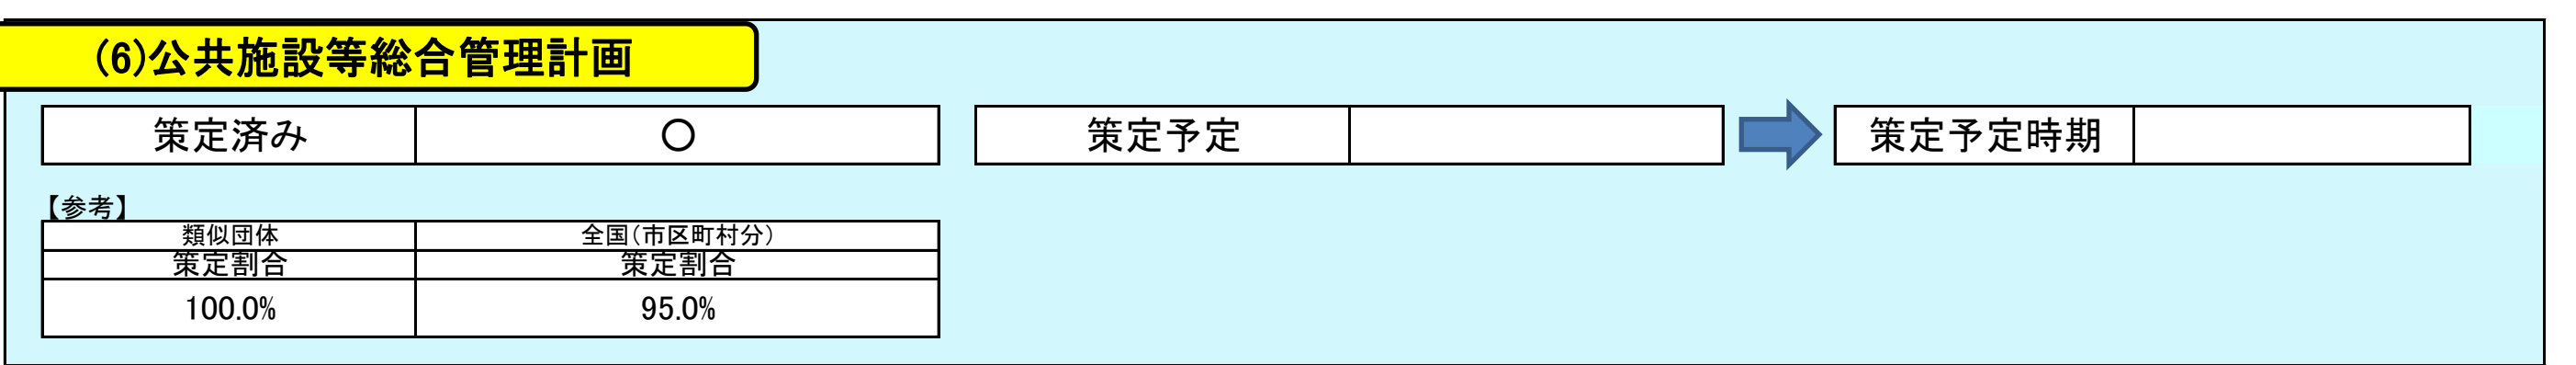 (6)公共施設等総合管理計画
策定済み ○ 策定予定 策定予定時期
【参考】
類似団体 全国(市区町村分)
策定割合 策定割合
100.0% 95.0%